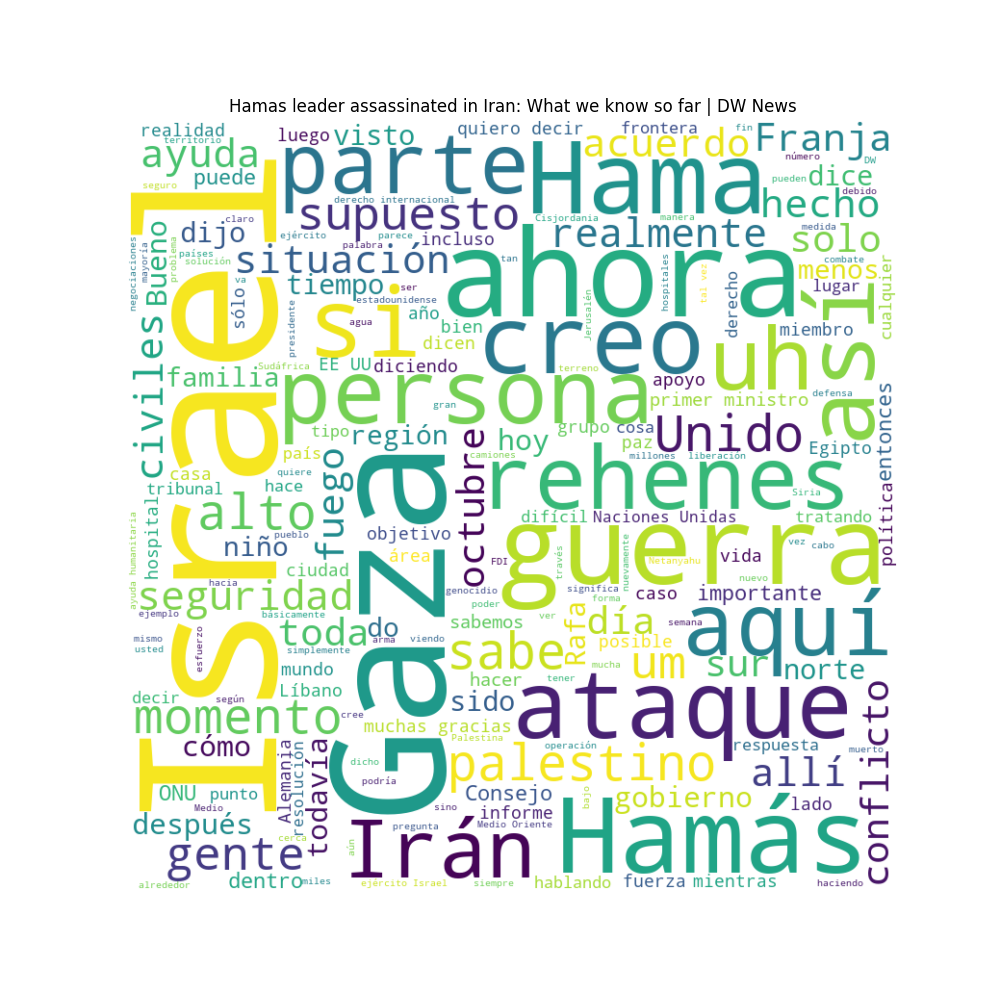 Hamas leader assassinated in Iran: What we know so far | DW News
realidad
territorio
luego
visto
quiero decir
frontera
acuerdo
fin
Franja
ayuda
parte
Hama
número
DW
puede
seguro
derecho internacional
pueden
dice
debido
supuesto
hecho
claro
dijo
ejército
palabra
parece
incluso
Cisjordania
manera
realmente
medida
solo
Israel
negociaciones
mayoría
Bueno
problema
países
solución
situación
ahora
tan
combate
va
sólo
tiempo
ser
estadounidense
hospitales
tal vez
menos
lugar
cualquier
presidente
si
agua
año
bien
creo
Jerusalén
derecho
uh
miembro
así
civiles
Sudáfrica
EE UU
diciendo
dicen
terreno
familia
persona
gran
apoyo
primer ministro
defensa
tipo
región
octubre
hoy
grupo
cosa
paz
Unido
Egipto
entonces
país
casa
quiere
fuego
Gaza
camiones
rehenes
millones
liberación
Siria
política
tribunal
hace
alto
pueblo
objetivo
difícil
Naciones Unidas
tratando
hospital
ayuda humanitaria
niño
área
FDI
guerra
través
nuevamente
Netanyahu
vida
vez
cabo
ciudad
hacia
genocidio
significa
nuevo
seguridad
básicamente
poder
forma
caso
importante
ejemplo
toda
do
sabemos
ver
Rafa
día
semana
aquí
mismo
usted
esfuerzo
simplemente
arma
viendo
sabe
mucha
posible
mundo
hacer
tener
um
sur
norte
decir
según
Líbano
sido
ataque
conflicto
momento
cree
muchas gracias
Palestina
cómo
Alemania
resolución
todavía
dicho
podría
palestino
operación
respuesta
muerto
allí
ONU
punto
Medio
Consejo
sino
informe
bajo
gobierno
lado
después
cerca
Irán
pregunta
Medio Oriente
Hamás
gente
aún
alrededor
dentro
miles
ejército Israel
siempre
hablando
fuerza
mientras
haciendo